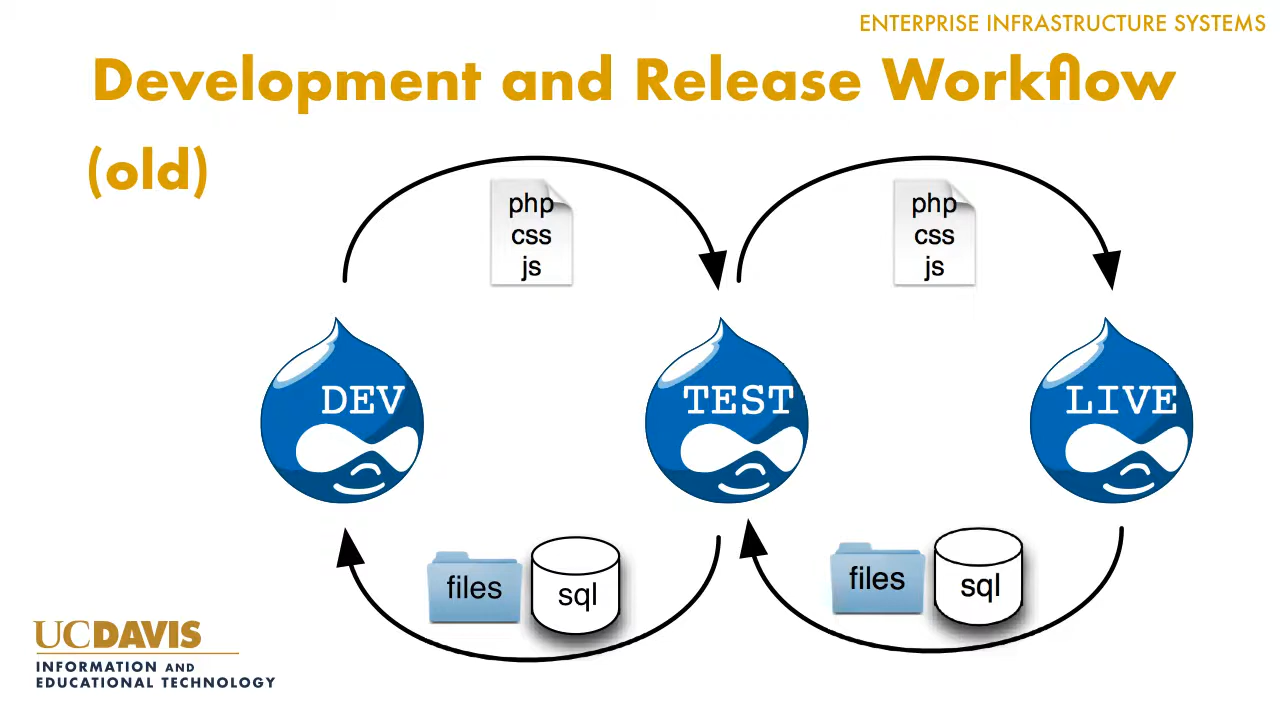 ENTERPRISE INFRASTRUCTURE SYSTEMS
Development and Release Workflow
(old)
php
css
js
php
css
js
DEV
TEST
LIVE
files
sql
files
sql
UCDAVIS
INFORMATION AND
EDUCATIONAL TECHNOLOGY